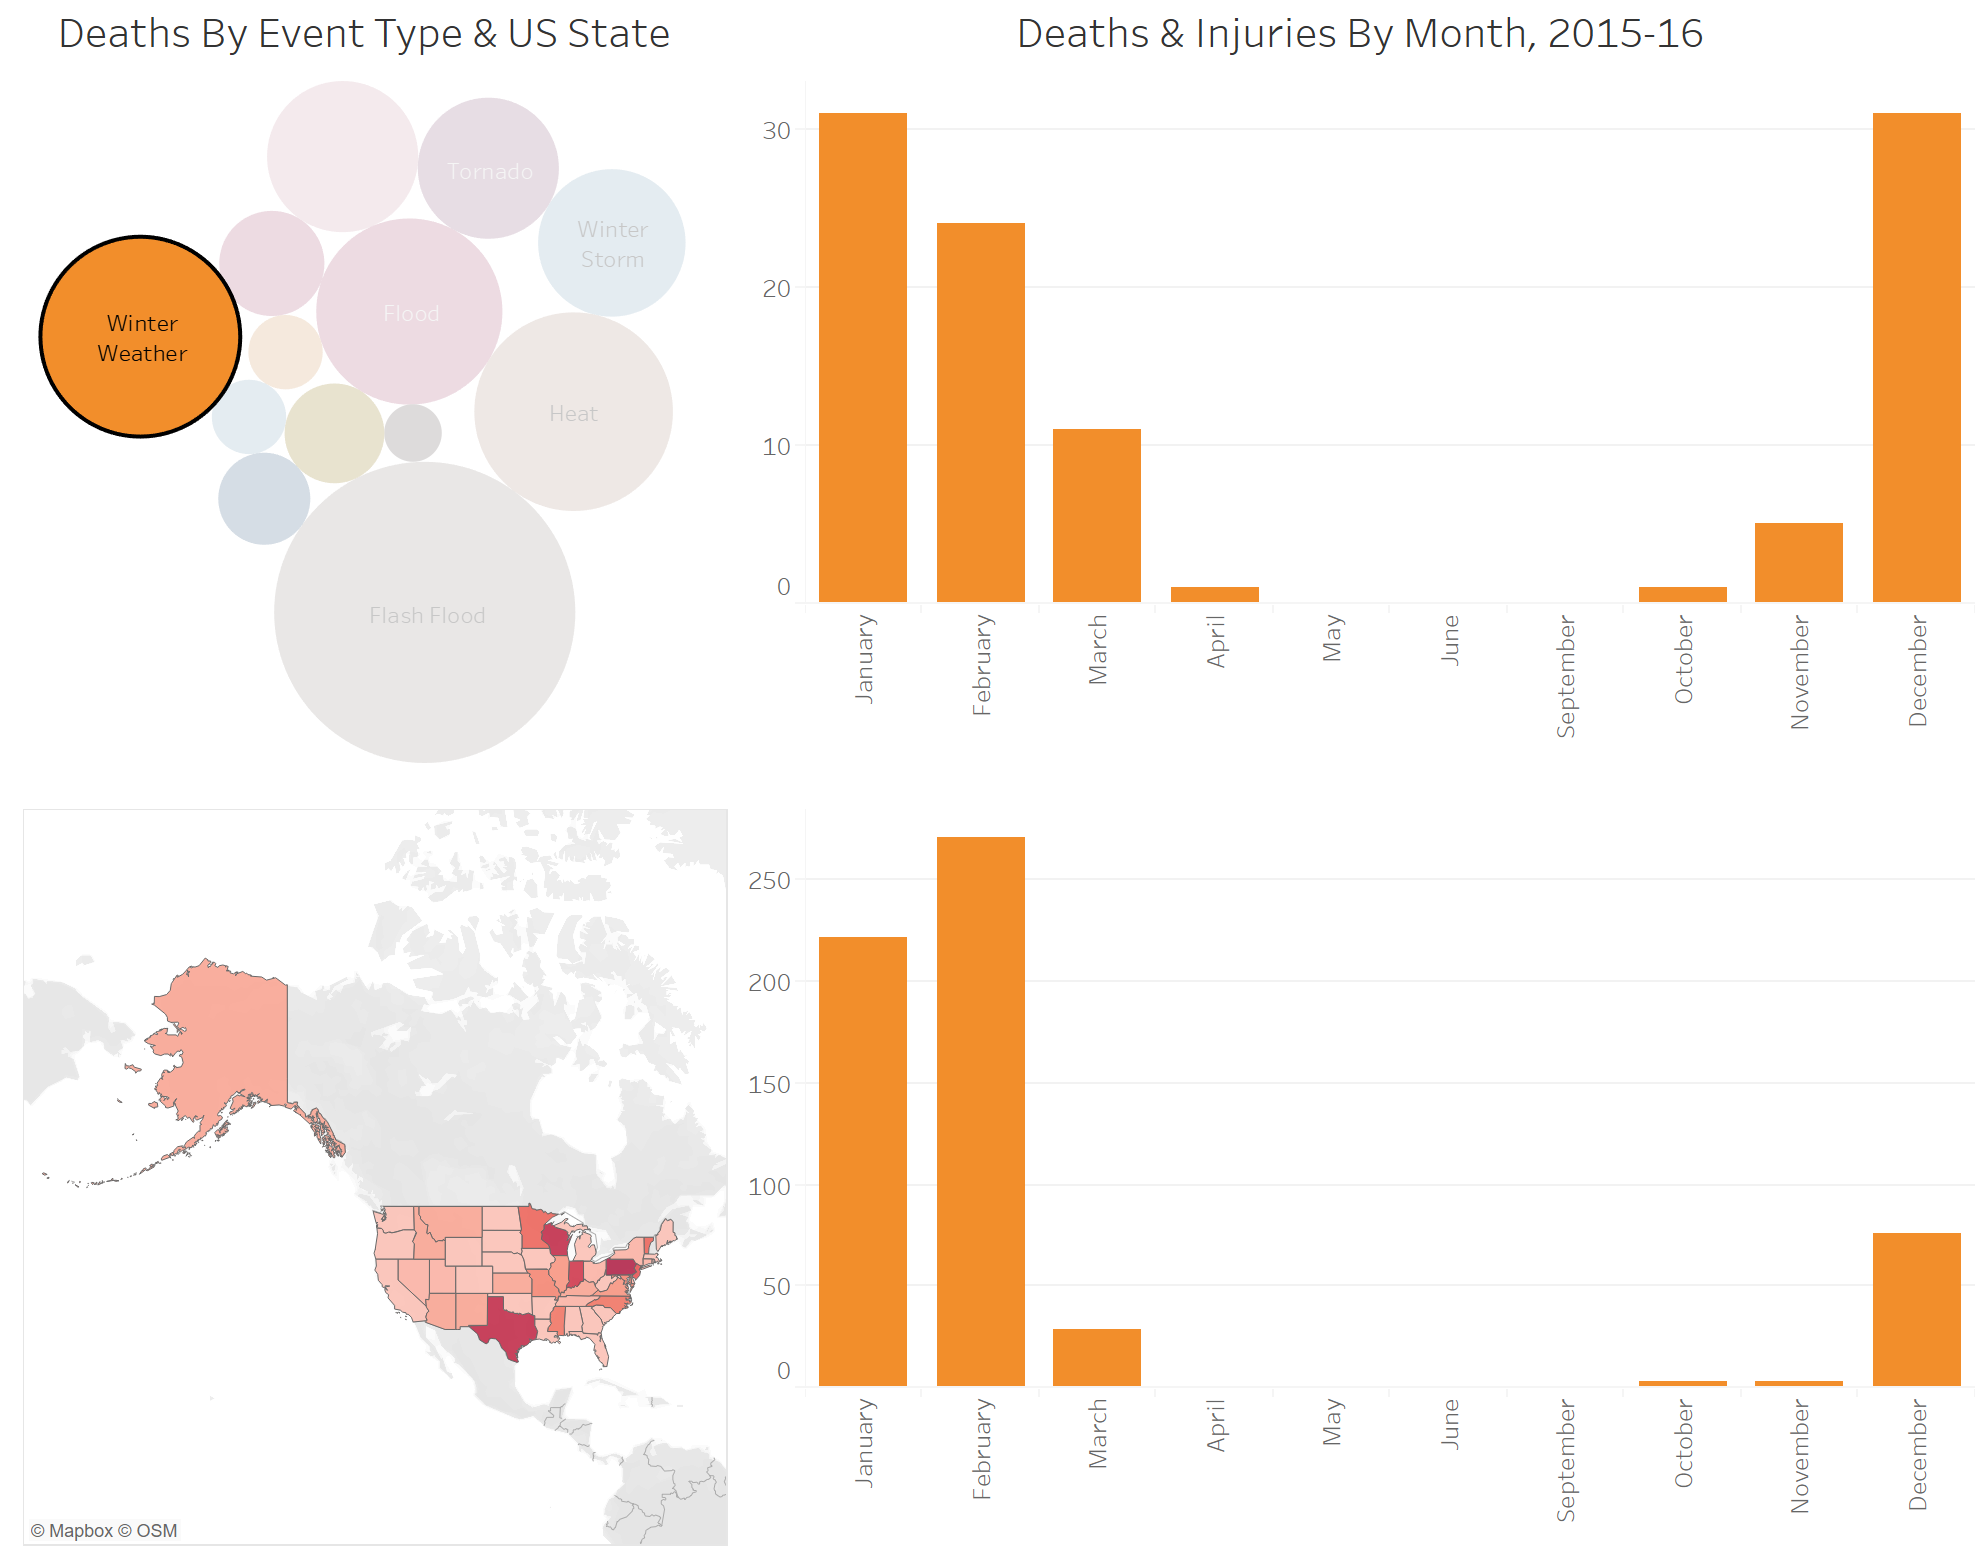 Deaths By Event Type & US State
Tornado
Winter
Storm
Winter
Weather
Flood
Heat
Flash Flood
© Mapbox © OSM
Deaths & Injuries By Month, 2015-16
30
20
10
0
January
February
March
April
May
June
September
October
November
December
250
200
150
100
50
0
January
February
March
April
May
June
September
October
November
December